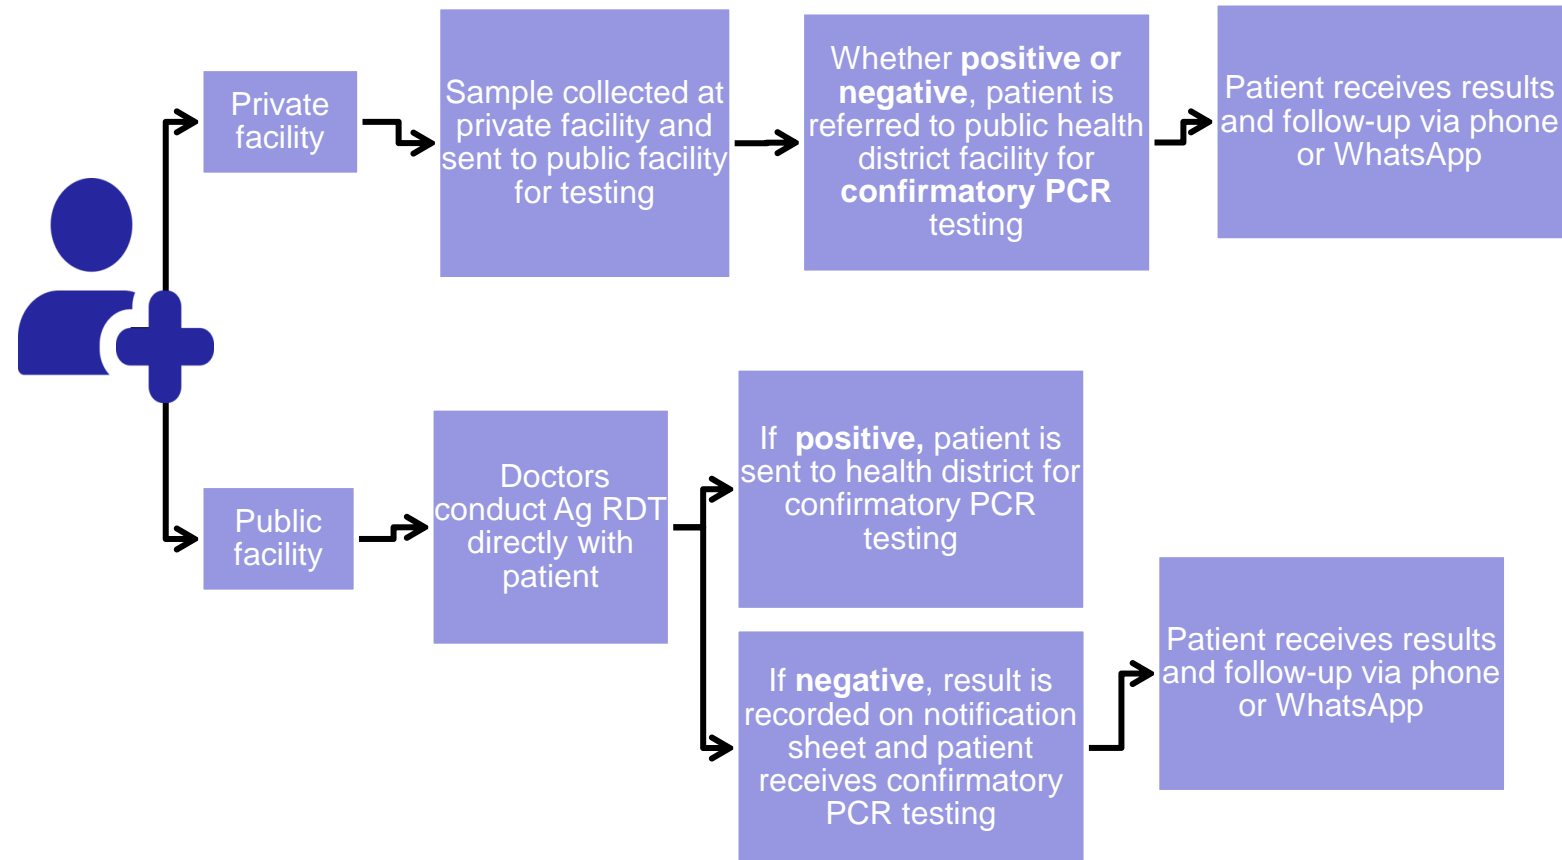 Private
facility
Sample collected at
private facility and
sent to public facility
for testing
Whether positive or
negative, patient is
referred to public health
district facility for
confirmatory PCR
testing
Patient receives results
and follow-up via phone
or WhatsApp
Public
facility
Doctors
conduct Ag RDT
directly with
patient
If positive, patient is
sent to health district for
confirmatory PCR
testing
If negative, result is
recorded on notification
sheet and patient
receives confirmatory
PCR testing
Patient receives results
and follow-up via phone
or WhatsApp